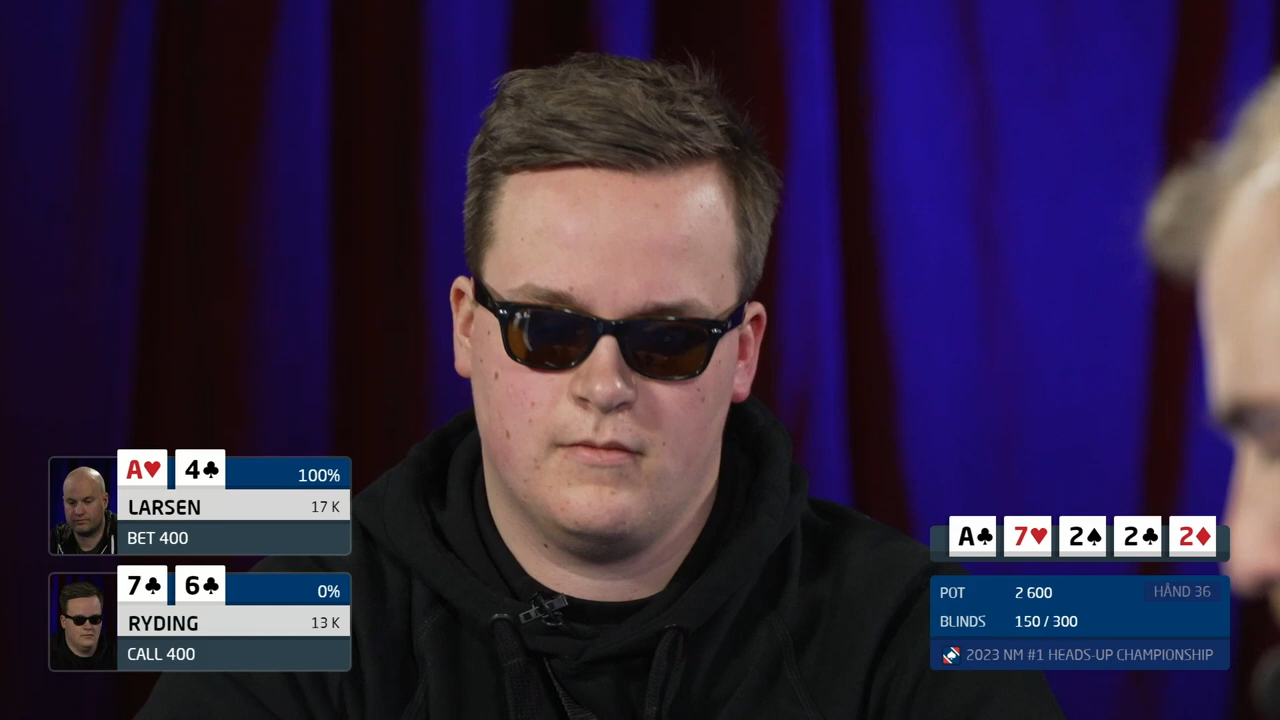 A♥ 4♣ 100%
LARSEN 17 K
BET 400
7♣ 6♣ 0%
RYDING 13 K
CALL 400
A♣ 7♥ 2♠ 2♣ 2♦
POT 2 600 HÅND 36
BLINDS 150 / 300
2023 NM #1 HEADS-UP CHAMPIONSHIP